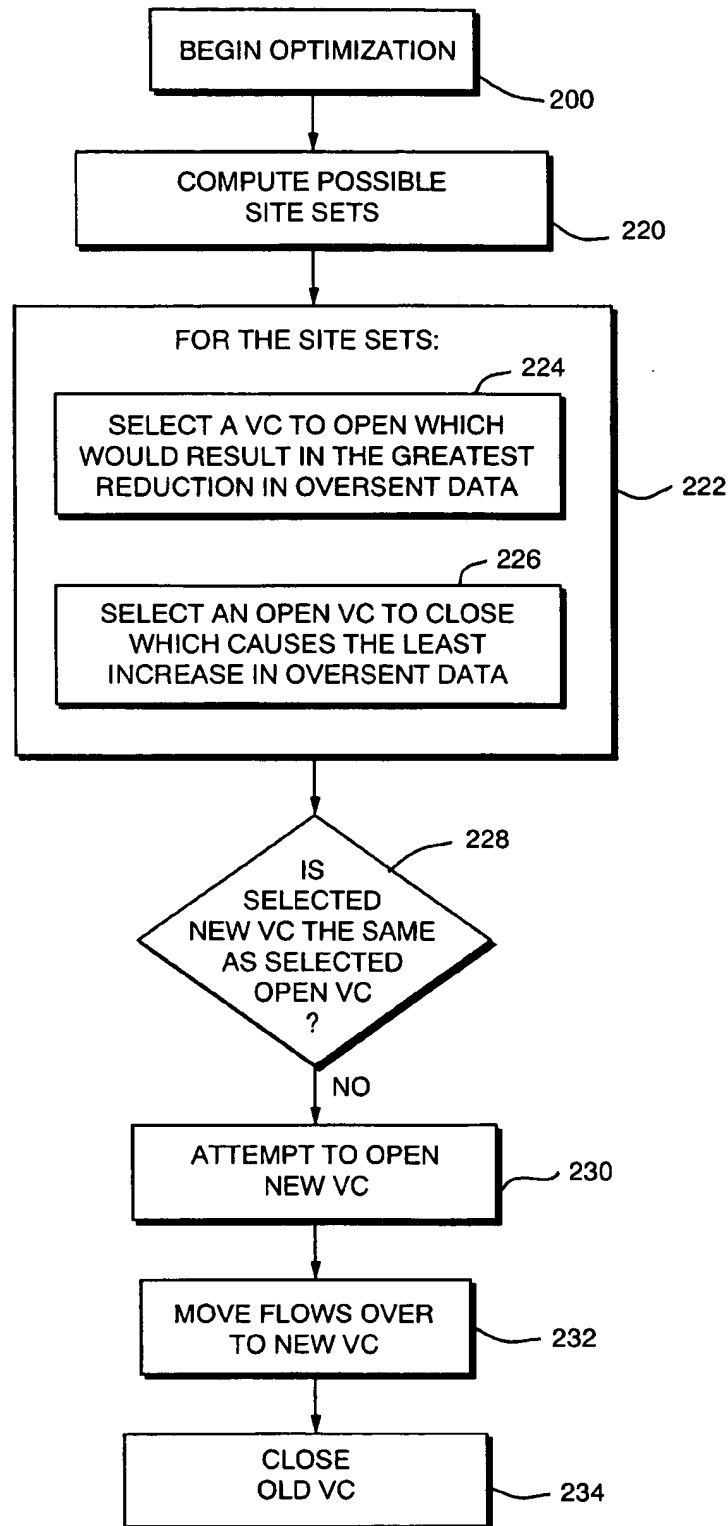 BEGIN OPTIMIZATION
200
COMPUTE POSSIBLE
SITE SETS
220
FOR THE SITE SETS:
224
SELECT A VC TO OPEN WHICH
WOULD RESULT IN THE GREATEST
REDUCTION IN OVERSENT DATA
222
226
SELECT AN OPEN VC TO CLOSE
WHICH CAUSES THE LEAST
INCREASE IN OVERSENT DATA
228
IS
SELECTED
NEW VC THE SAME
AS SELECTED
OPEN VC
?
NO
ATTEMPT TO OPEN
NEW VC
230
MOVE FLOWS OVER
TO NEW VC
232
CLOSE
OLD VC
234